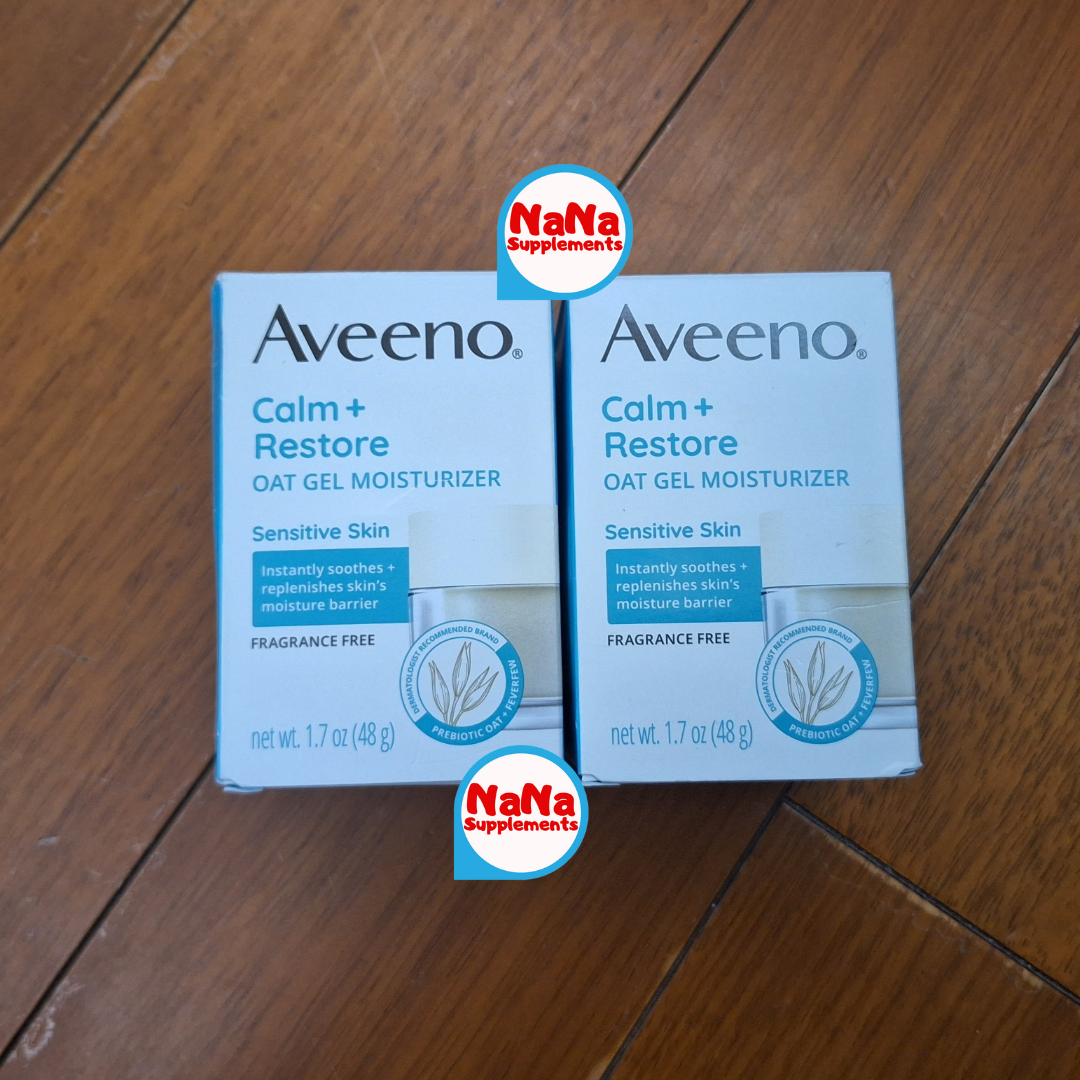 NaNa
Supplements
Aveeno®
Calm +
Restore
OAT GEL MOISTURIZER
Sensitive Skin
Instantly soothes +
replenishes skin's
moisture barrier
FRAGRANCE FREE
DERMATOLOGIST RECOMMENDED BRAND
PREBIOTIC OAT + FEVERFEW
net wt. 1.7 oz (48 g)
Aveeno®
Calm +
Restore
OAT GEL MOISTURIZER
Sensitive Skin
Instantly soothes +
replenishes skin's
moisture barrier
FRAGRANCE FREE
DERMATOLOGIST RECOMMENDED BRAND
PREBIOTIC OAT + FEVERFEW
net wt. 1.7 oz (48 g)
NaNa
Supplements